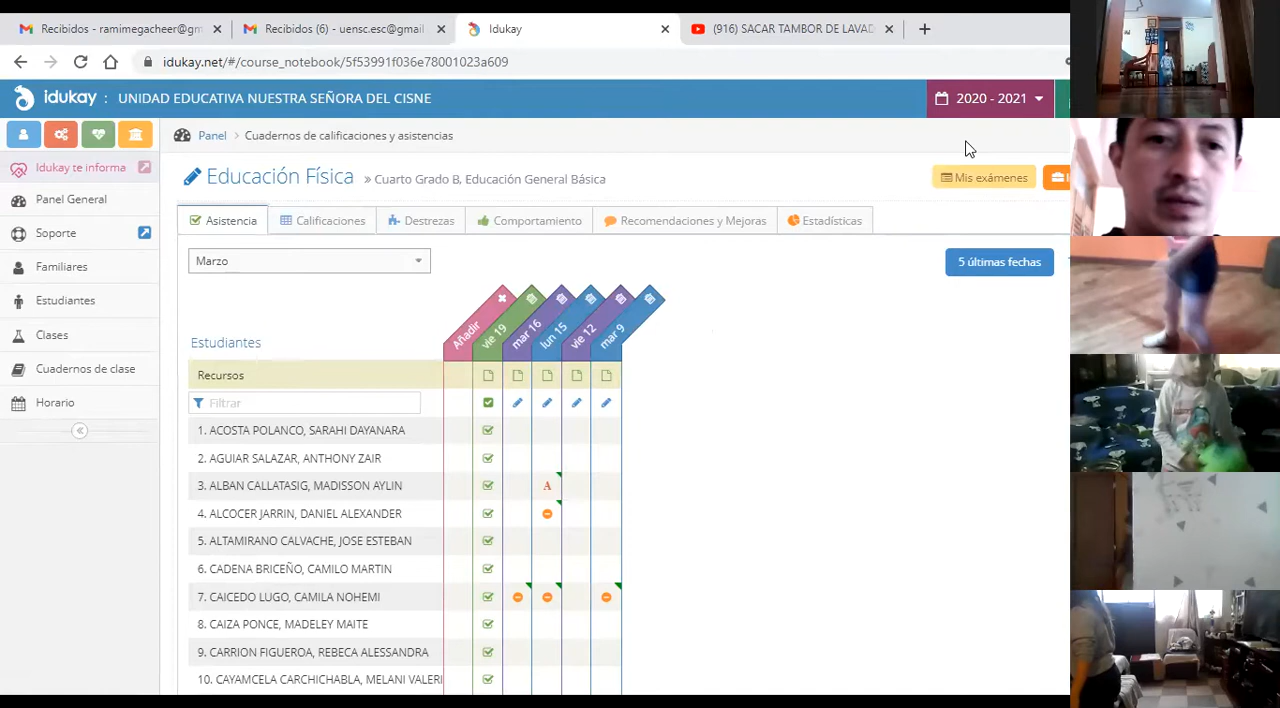 Recibidos - ramimegacheer@gm
Recibidos (6) - uensc.esc@gmail
Idukay
(916) SACAR TAMBOR DE LAVAD
idukay.net/#/course_notebook/5f53991f036e78001023a609
idukay : UNIDAD EDUCATIVA NUESTRA SEÑORA DEL CISNE
2020 - 2021
Idukay te informa
Panel General
Soporte
Familiares
Estudiantes
Clases
Cuadernos de clase
Horario
Panel > Cuadernos de calificaciones y asistencias
Educación Física » Cuarto Grado B, Educación General Básica
Mis exámenes
Asistencia
Calificaciones
Destrezas
Comportamiento
Recomendaciones y Mejoras
Estadísticas
Marzo
5 últimas fechas
Añadir
vie 19
mar 16
lun 15
vie 12
mar 9
Estudiantes
Recursos
Filtrar
1. ACOSTA POLANCO, SARAHI DAYANARA
2. AGUIAR SALAZAR, ANTHONY ZAIR
3. ALBAN CALLATASIG, MADISSON AYLIN A
4. ALCOCER JARRIN, DANIEL ALEXANDER
5. ALTAMIRANO CALVACHE, JOSE ESTEBAN
6. CADENA BRICEÑO, CAMILO MARTIN
7. CAICEDO LUGO, CAMILA NOHEMI
8. CAIZA PONCE, MADELEY MAITE
9. CARRION FIGUEROA, REBECA ALESSANDRA
10. CAYAMCELA CARCHICHABLA, MELANI VALERI